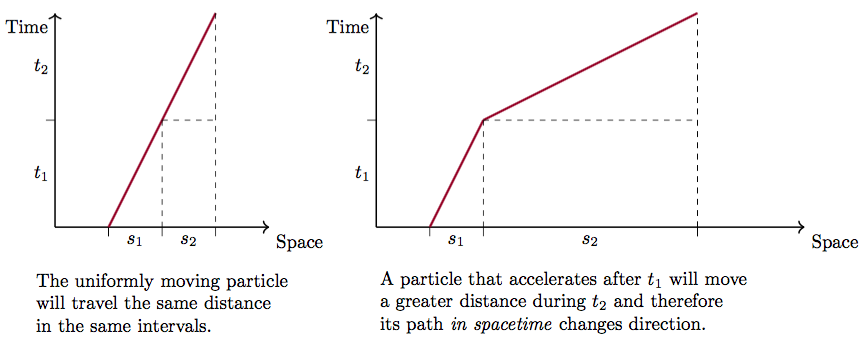 Time
t₂
t₁
s₁ s₂
Space
The uniformly moving particle
will travel the same distance
in the same intervals.
Time
t₂
t₁
s₁ s₂
Space
A particle that accelerates after t₁ will move
a greater distance during t₂ and therefore
its path in spacetime changes direction.